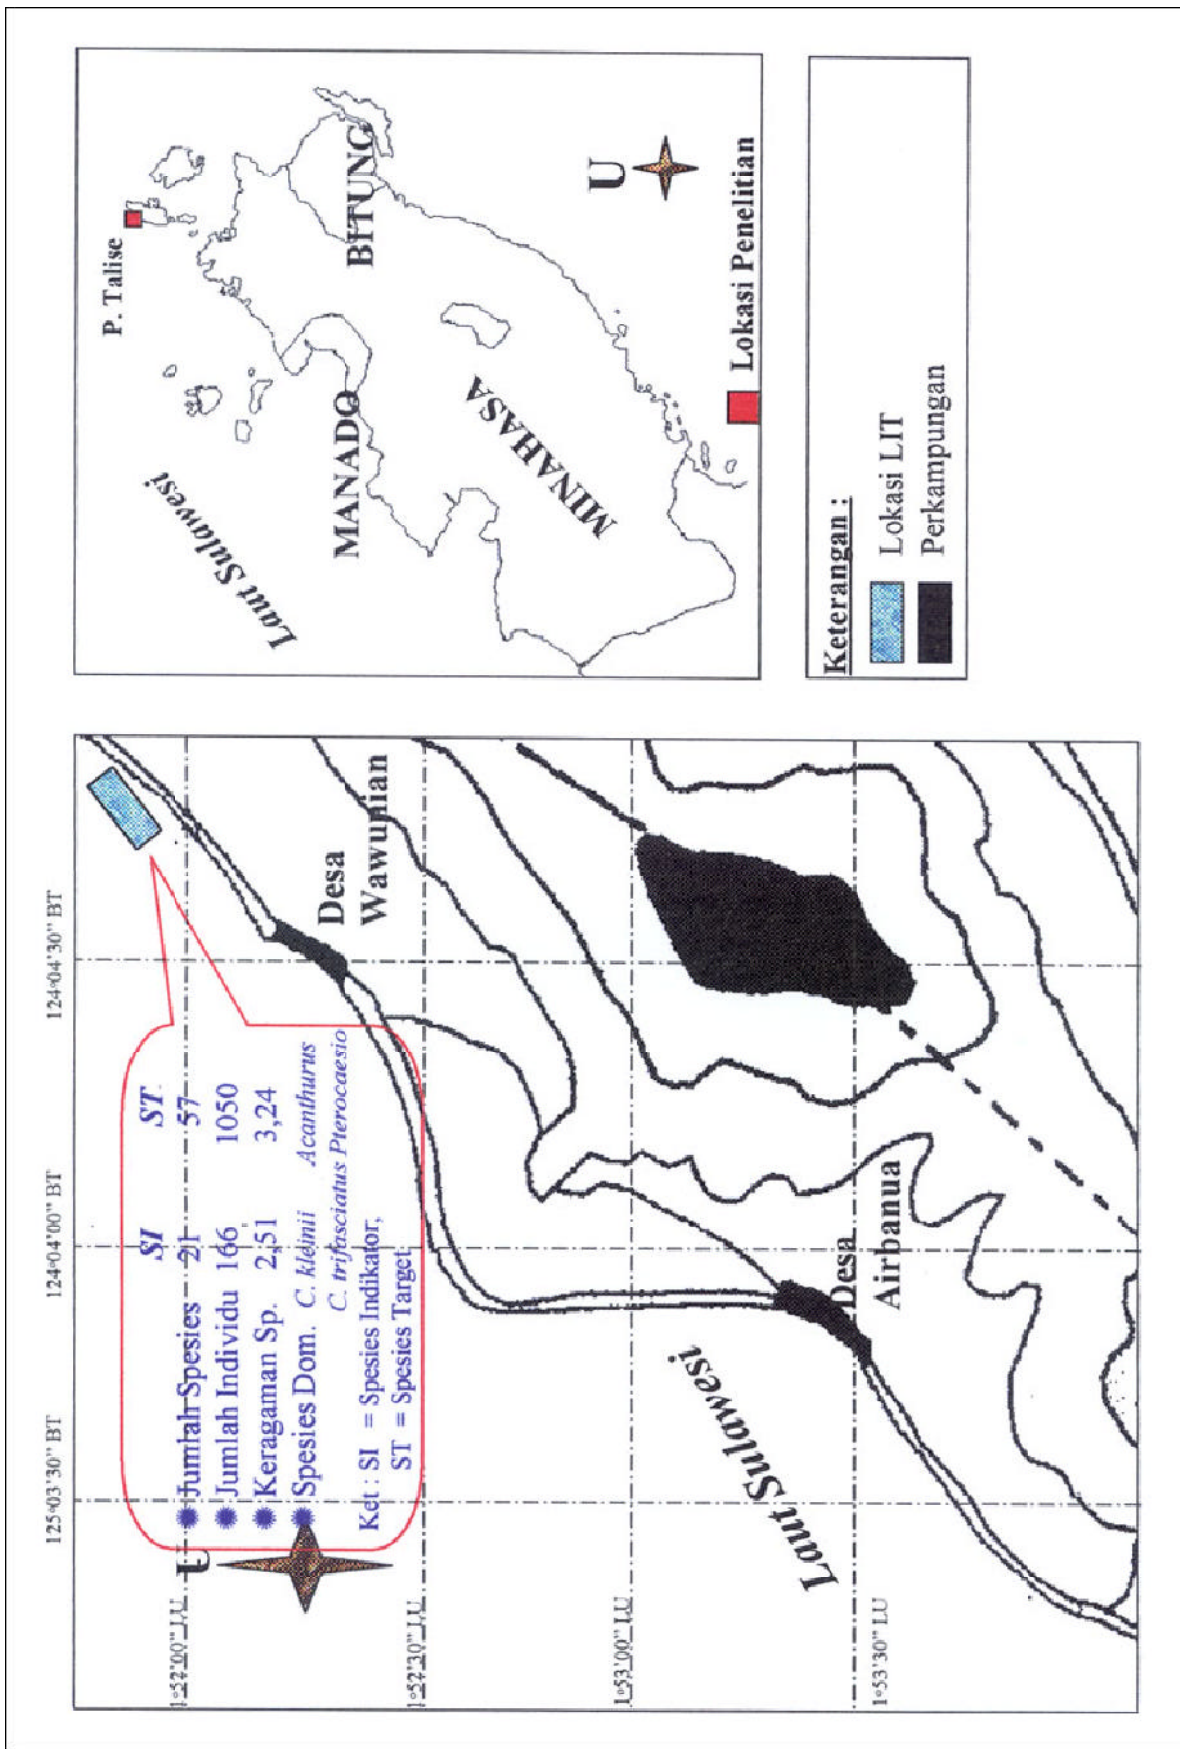 125°03'30" BT
124°04'00" BT
124°04'30" BT
1°52'00" LU
1°52'30" LU
1°53'00" LU
1°53'30" LU
U
SI ST
Jumlah Spesies 21 57
Jumlah Individu 166 1050
Keragaman Sp. 2,51 3,24
Spesies Dom. C. kleinii Acanthurus
C. trifasciatus Pterocaesio
Ket : SI = Spesies Indikator,
ST = Spesies Target
Desa
Wawunian
Desa
Airbanua
Laut Sulawesi
P. Talise
Laut Sulawesi
MANADO
BITUNG
MINAHASA
U
Lokasi Penelitian
Keterangan :
Lokasi LIT
Perkampungan